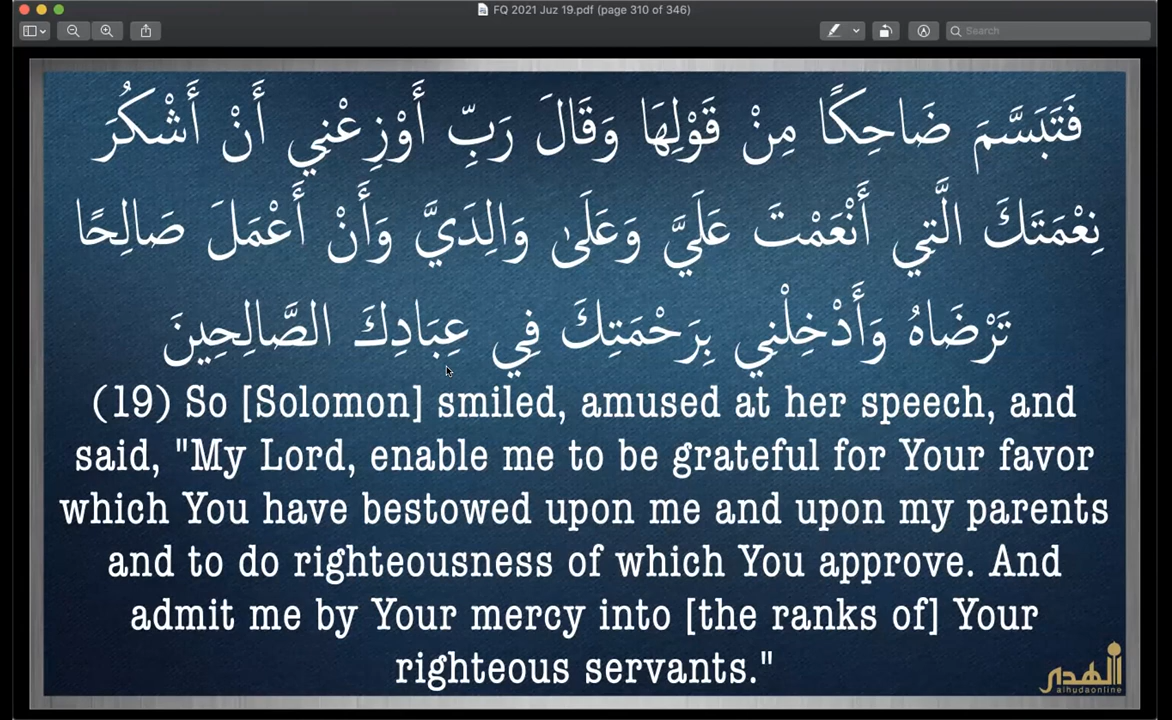 FQ 2021 Juz 19.pdf (page 310 of 346)
Search
فَتَبَسَّمَ ضَاحِكًا مِنْ قَوْلِهَا وَقَالَ رَبِّ أَوْزِعْنِي أَنْ أَشْكُرَ
نِعْمَتَكَ الَّتِي أَنْعَمْتَ عَلَيَّ وَعَلَىٰ وَالِدَيَّ وَأَنْ أَعْمَلَ صَالِحًا
تَرْضَاهُ وَأَدْخِلْنِي بِرَحْمَتِكَ فِي عِبَادِكَ الصَّالِحِينَ
(19) So [Solomon] smiled, amused at her speech, and
said, "My Lord, enable me to be grateful for Your favor
which You have bestowed upon me and upon my parents
and to do righteousness of which You approve. And
admit me by Your mercy into [the ranks of] Your
righteous servants."
الهدى
alhudaonline